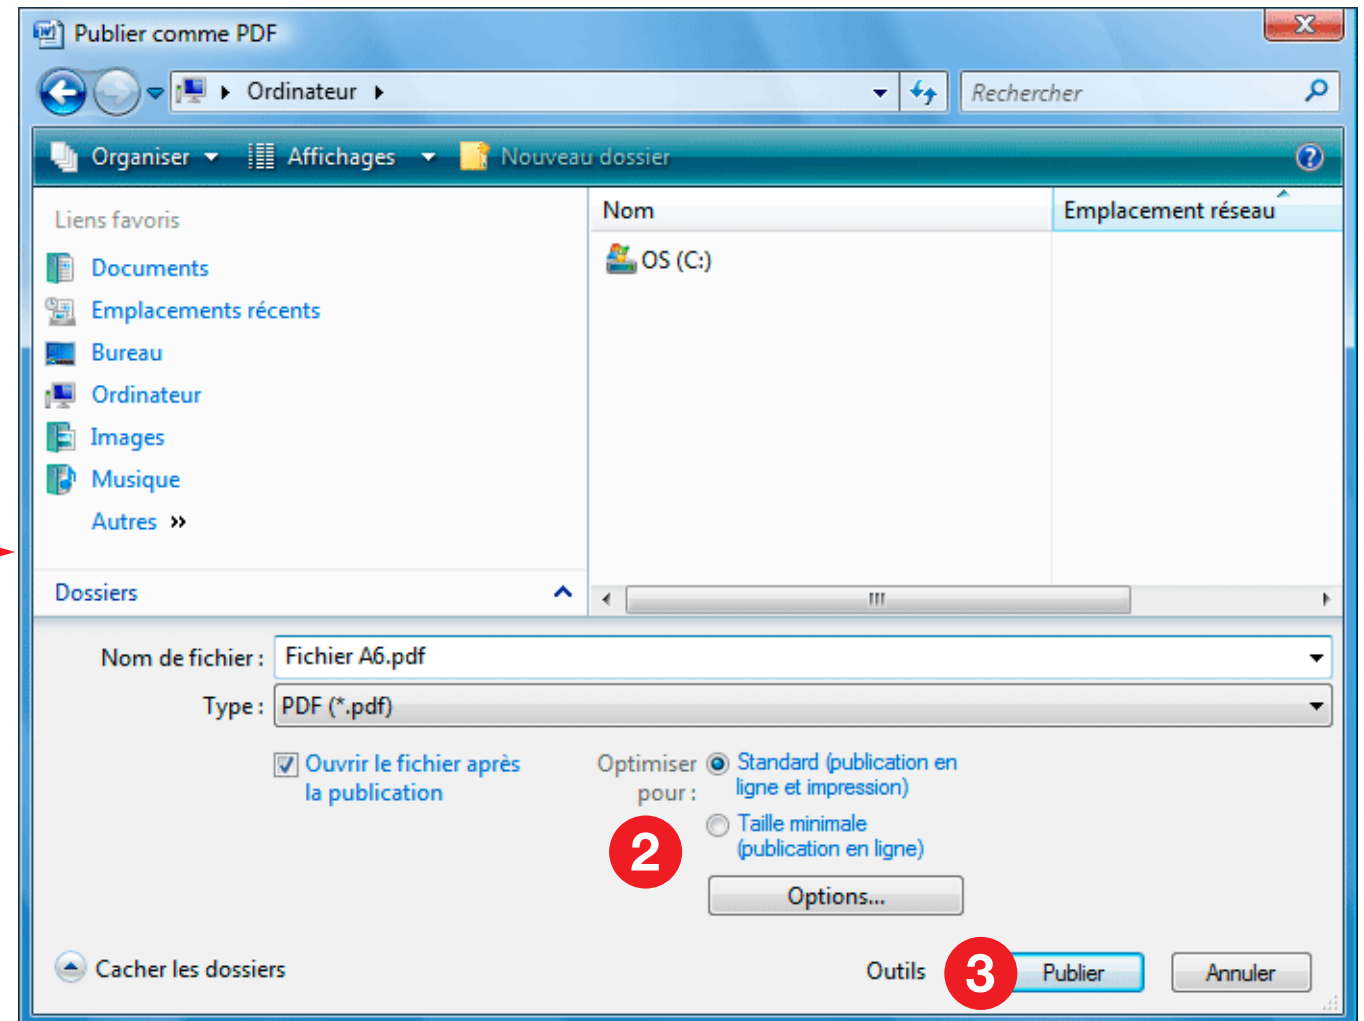 Publier comme PDF
Ordinateur
Rechercher
Organiser Affichages Nouveau dossier
Liens favoris
Nom Emplacement réseau
Documents
OS (C:)
Emplacements récents
Bureau
Ordinateur
Images
Musique
Autres »
Dossiers
Nom de fichier : Fichier A6.pdf
Type : PDF (*.pdf)
Ouvrir le fichier après
la publication
Optimiser
pour :
Standard (publication en
ligne et impression)
Taille minimale
(publication en ligne)
2
Options...
Cacher les dossiers
Outils 3 Publier Annuler